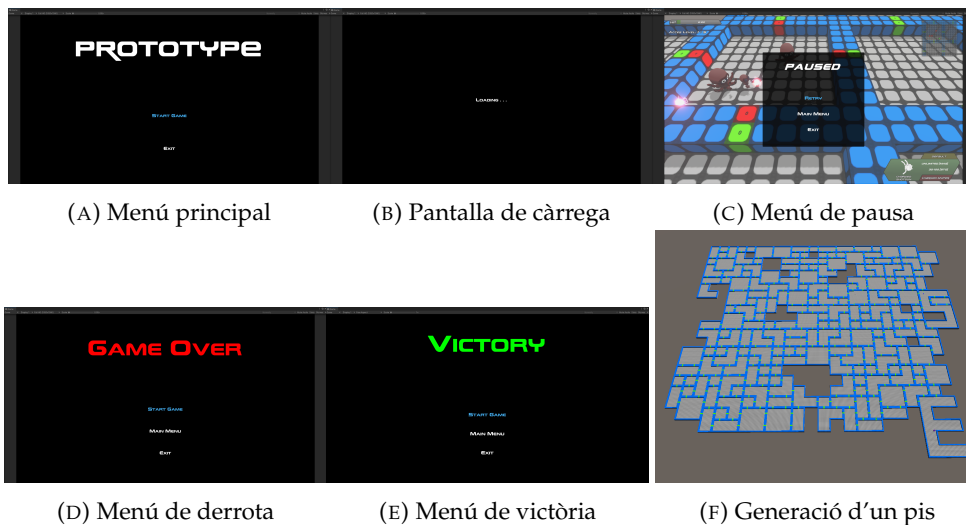 PROTOTYPE
START GAME
EXIT
LOADING . . .
PAUSED
RETRY
MAIN MENU
EXIT
(A) Menú principal
(B) Pantalla de càrrega
(C) Menú de pausa
GAME OVER
START GAME
MAIN MENU
EXIT
VICTORY
START GAME
MAIN MENU
EXIT
(D) Menú de derrota
(E) Menú de victòria
(F) Generació d'un pis